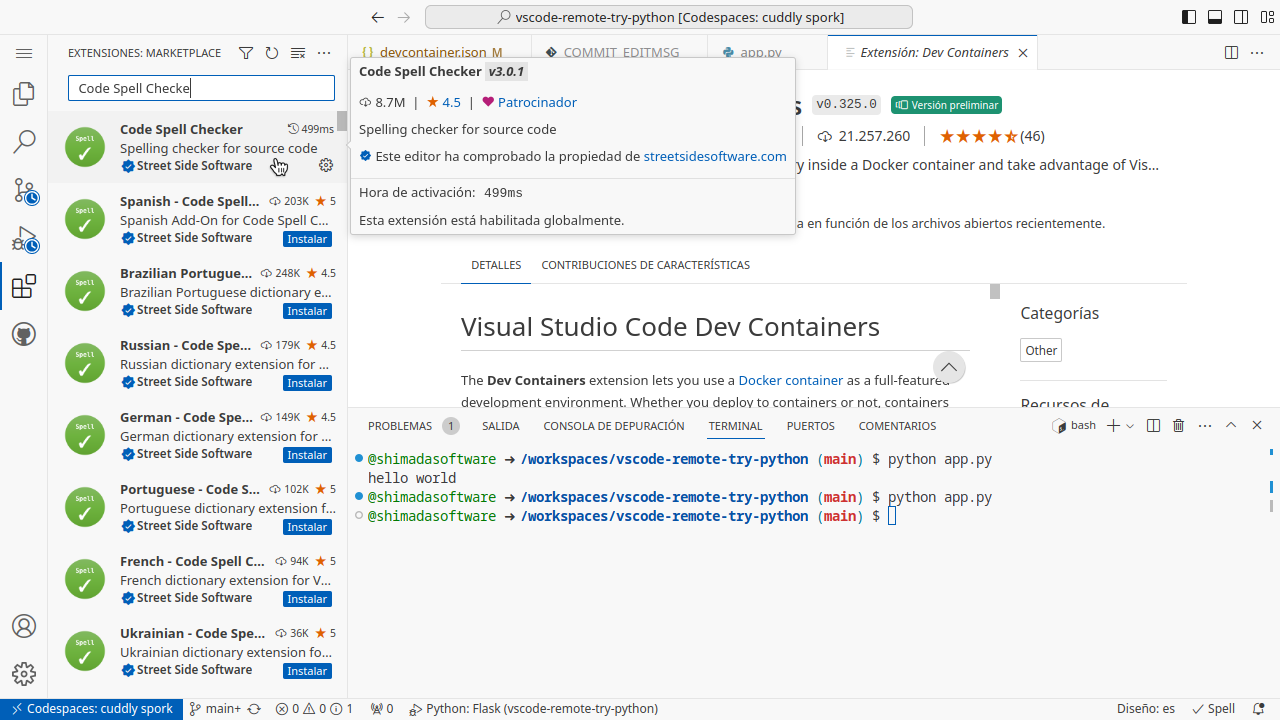 vscode-remote-try-python [Codespaces: cuddly spork]
EXTENSIONS: MARKETPLACE
Code Spell Checke
Code Spell Checker 499ms
Spelling checker for source code
Street Side Software
Spanish - Code Spell... 203K 5
Spanish Add-On for Code Spell C...
Street Side Software Instalar
Brazilian Portugue... 248K 4.5
Brazilian Portuguese dictionary e...
Street Side Software Instalar
Russian - Code Spe... 179K 4.5
Russian dictionary extension for ...
Street Side Software Instalar
German - Code Spe... 149K 4.5
German dictionary extension for ...
Street Side Software Instalar
Portuguese - Code S... 102K 5
Portuguese dictionary extension f...
Street Side Software Instalar
French - Code Spell C... 94K 5
French dictionary extension for V...
Street Side Software Instalar
Ukrainian - Code Spe... 36K 5
Ukrainian dictionary extension fo...
Street Side Software Instalar
Spell
Spell
Spell
Spell
Spell
Spell
Spell
Spell
devcontainer.json M
COMMIT_EDITMSG
app.py
Extensión: Dev Containers
Code Spell Checker v3.0.1
8.7M | 4.5 | Patrocinador
Spelling checker for source code
Este editor ha comprobado la propiedad de streetsidesoftware.com
Hora de activación: 499ms
Esta extensión está habilitada globalmente.
s v0.325.0 Versión preliminar
21.257.260 (46)
ry inside a Docker container and take advantage of Vis...
a en función de los archivos abiertos recientemente.
DETALLES CONTRIBUCIONES DE CARACTERÍSTICAS
Visual Studio Code Dev Containers
The Dev Containers extension lets you use a Docker container as a full-featured
development environment. Whether you deploy to containers or not, containers
Categorías
Other
Recursos de
PROBLEMAS 1 SALIDA CONSOLA DE DEPURACIÓN TERMINAL PUERTOS COMENTARIOS bash
@shimadasoftware ➜ /workspaces/vscode-remote-try-python (main) $ python app.py
hello world
@shimadasoftware ➜ /workspaces/vscode-remote-try-python (main) $ python app.py
@shimadasoftware ➜ /workspaces/vscode-remote-try-python (main) $
Codespaces: cuddly spork main+ 0 0 1 0 Python: Flask (vscode-remote-try-python) Diseño: es Spell